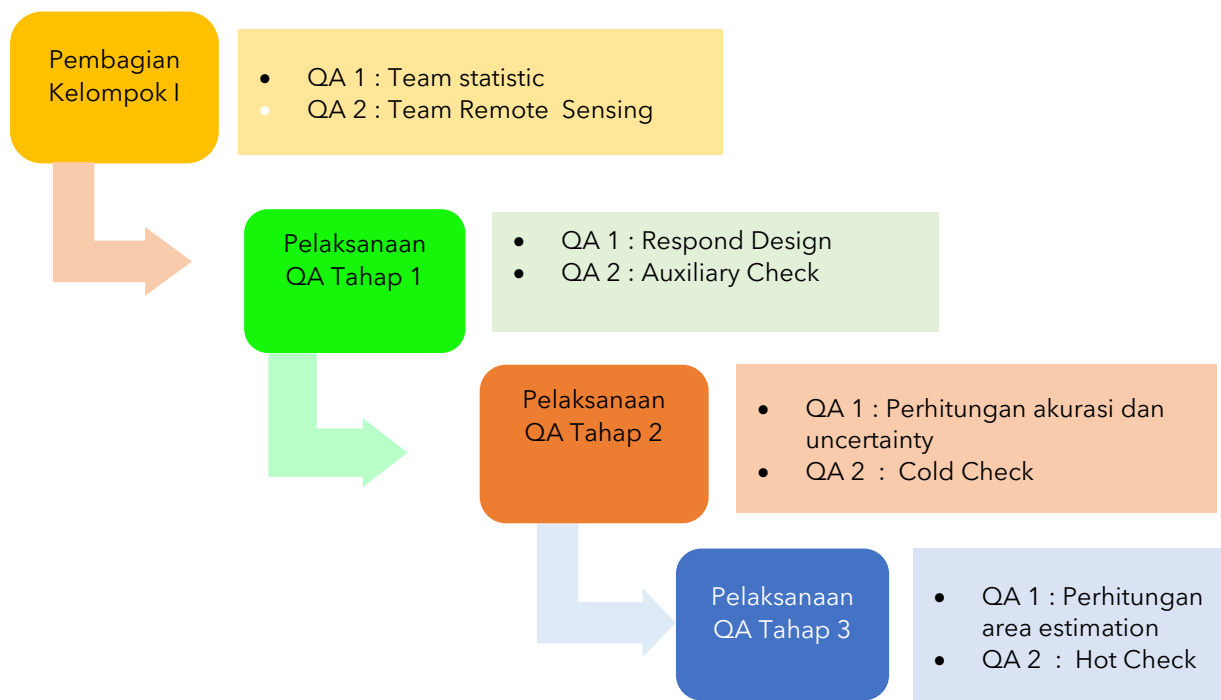 Pembagian
Kelompok I
• QA 1 : Team statistic
• QA 2 : Team Remote Sensing
Pelaksanaan
QA Tahap 1
• QA 1 : Respond Design
• QA 2 : Auxiliary Check
Pelaksanaan
QA Tahap 2
• QA 1 : Perhitungan akurasi dan
uncertainty
• QA 2 : Cold Check
Pelaksanaan
QA Tahap 3
• QA 1 : Perhitungan
area estimation
• QA 2 : Hot Check